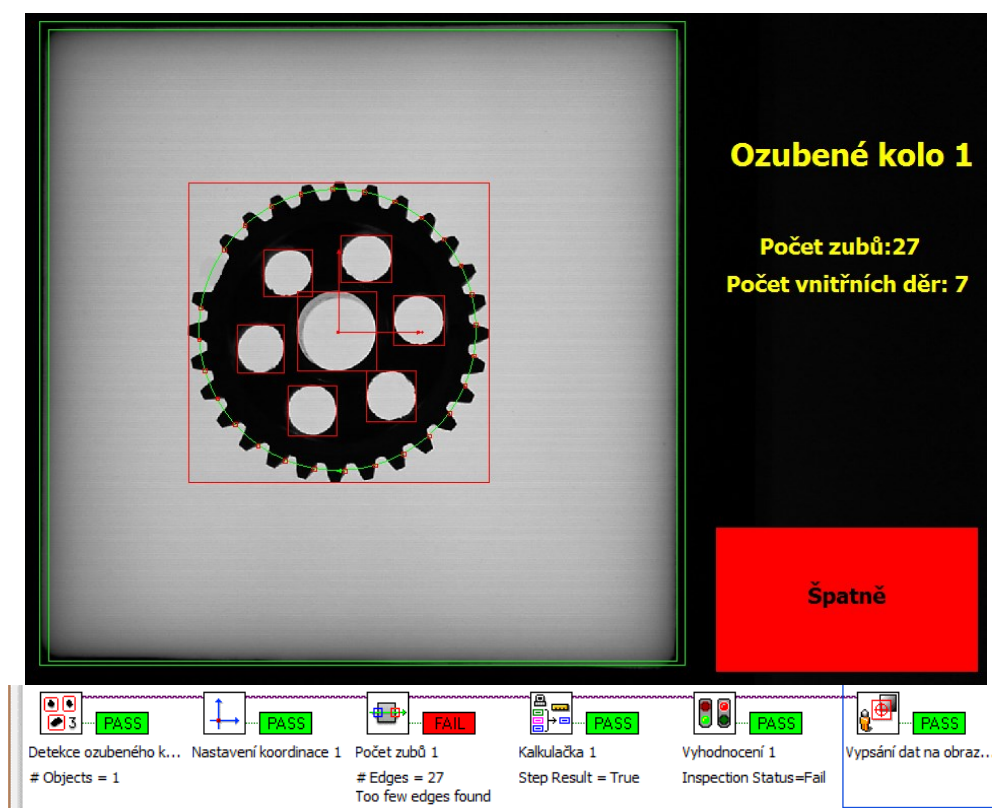 Ozubené kolo 1
Počet zubů:27
Počet vnitřních děr: 7
Špatně
3
PASS
PASS
FAIL
PASS
PASS
PASS
Detekce ozubeného k...
Nastavení koordinace 1
Počet zubů 1
Kalkulačka 1
Vyhodnocení 1
Vypsání dat na obraz...
# Objects = 1
# Edges = 27
Too few edges found
Step Result = True
Inspection Status=Fail